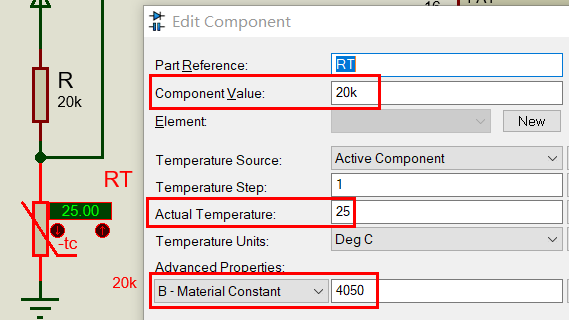 Edit Component
Part Reference: RT
R
20k
Component Value: 20k
Element: New
Temperature Source: Active Component
Temperature Step: 1
RT
25.00
Actual Temperature: 25
-tc
Temperature Units: Deg C
Advanced Properties:
20k
B - Material Constant 4050